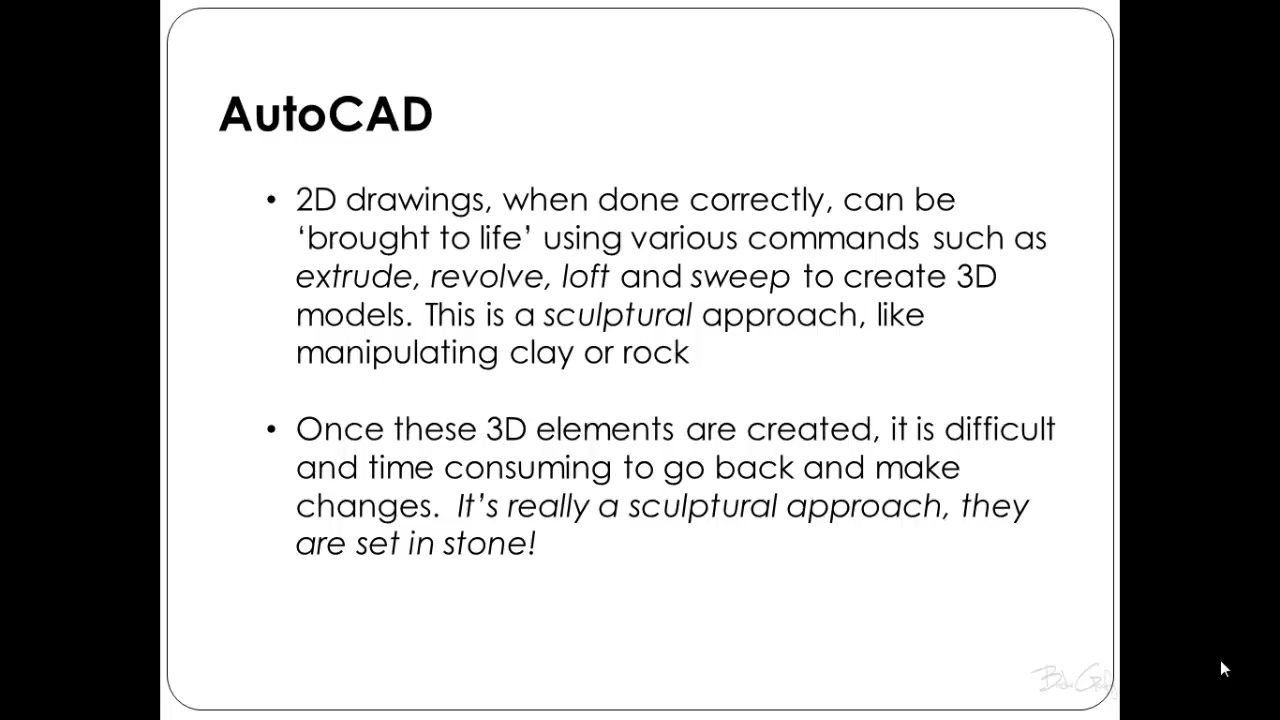 AutoCAD
• 2D drawings, when done correctly, can be
‘brought to life’ using various commands such as
extrude, revolve, loft and sweep to create 3D
models. This is a sculptural approach, like
manipulating clay or rock
• Once these 3D elements are created, it is difficult
and time consuming to go back and make
changes. It’s really a sculptural approach, they
are set in stone!